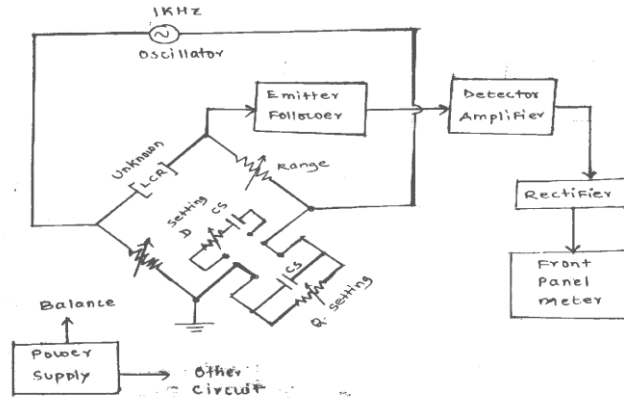 1KHz
Oscillator
Emitter
Follower
Detector
Amplifier
Unknown
LCR
Range
Rectifier
Setting
D
CS
CS
Q-Setting
Front
Panel
Meter
Balance
Power
Supply
Other
Circuit